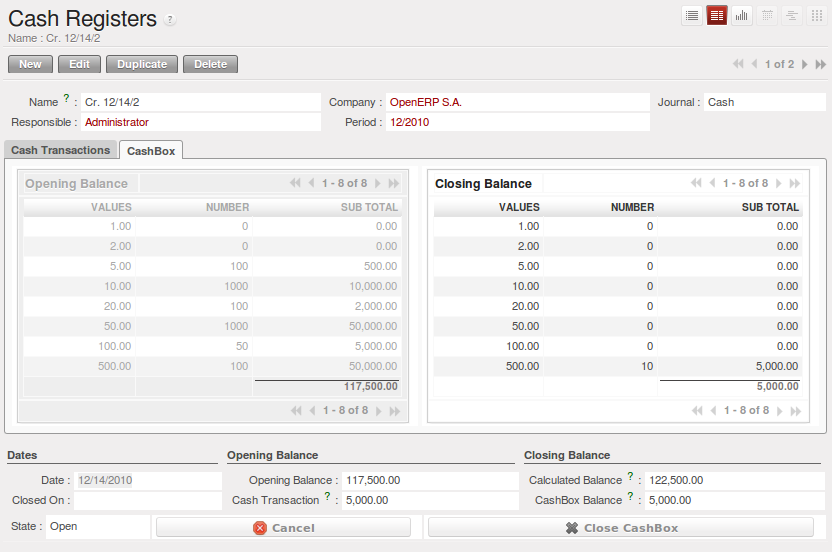 Cash Registers ?
Name : Cr. 12/14/2
New Edit Duplicate Delete 1 of 2
Name ? : Cr. 12/14/2 Company : OpenERP S.A. Journal : Cash
Responsible : Administrator Period : 12/2010
Cash Transactions CashBox
Opening Balance 1 - 8 of 8
VALUES NUMBER SUB TOTAL
1.00 0 0.00
2.00 0 0.00
5.00 100 500.00
10.00 1000 10,000.00
20.00 100 2,000.00
50.00 1000 50,000.00
100.00 50 5,000.00
500.00 100 50,000.00
117,500.00
1 - 8 of 8
Closing Balance 1 - 8 of 8
VALUES NUMBER SUB TOTAL
1.00 0 0.00
2.00 0 0.00
5.00 0 0.00
10.00 0 0.00
20.00 0 0.00
50.00 0 0.00
100.00 0 0.00
500.00 10 5,000.00
5,000.00
1 - 8 of 8
Dates
Date : 12/14/2010
Closed On :
Opening Balance
Opening Balance : 117,500.00
Cash Transaction ? : 5,000.00
Closing Balance
Calculated Balance ? : 122,500.00
CashBox Balance ? : 5,000.00
State : Open Cancel Close CashBox